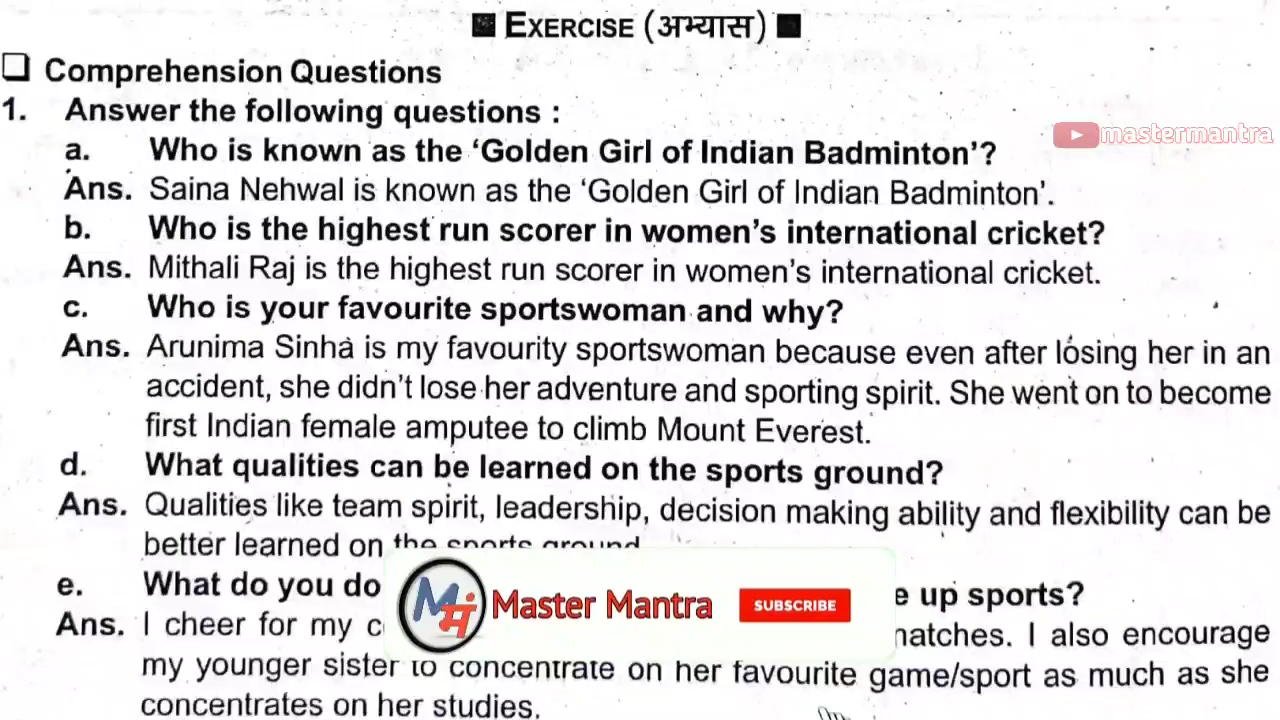 EXERCISE (अभ्यास)
Comprehension Questions
mastermantra
1. Answer the following questions :
a. Who is known as the ‘Golden Girl of Indian Badminton’?
Ans. Saina Nehwal is known as the ‘Golden Girl of Indian Badminton’.
b. Who is the highest run scorer in women’s international cricket?
Ans. Mithali Raj is the highest run scorer in women’s international cricket.
c. Who is your favourite sportswoman and why?
Ans. Arunima Sinha is my favourity sportswoman because even after losing her in an
accident, she didn’t lose her adventure and sporting spirit. She went on to become
first Indian female amputee to climb Mount Everest.
d. What qualities can be learned on the sports ground?
Ans. Qualities like team spirit, leadership, decision making ability and flexibility can be
better learned on the sports ground
e. What do you do up sports?
Ans. I cheer for my matches. I also encourage
my younger sister to concentrate on her favourite game/sport as much as she
concentrates on her studies.
Master Mantra SUBSCRIBE